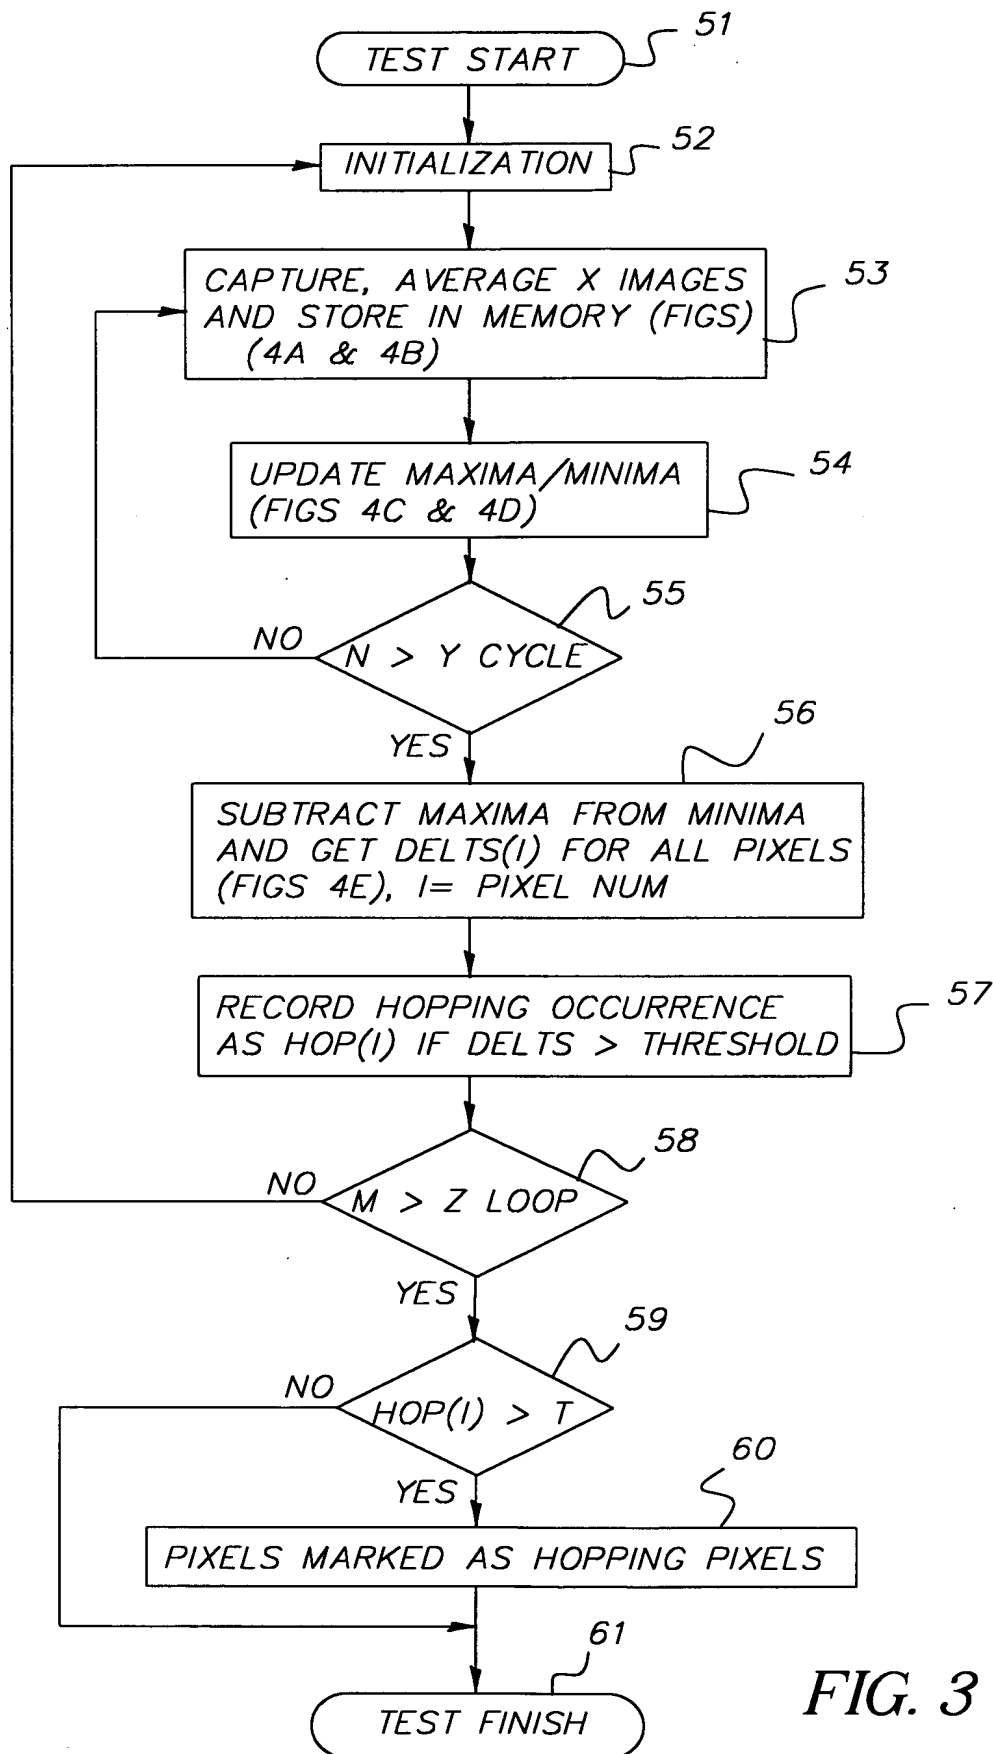 51
TEST START
52
INITIALIZATION
53
CAPTURE, AVERAGE X IMAGES
AND STORE IN MEMORY (FIGS)
(4A & 4B)
54
UPDATE MAXIMA/MINIMA
(FIGS 4C & 4D)
55
NO
N > Y CYCLE
YES
56
SUBTRACT MAXIMA FROM MINIMA
AND GET DELTS(I) FOR ALL PIXELS
(FIGS 4E), I= PIXEL NUM
57
RECORD HOPPING OCCURRENCE
AS HOP(I) IF DELTS > THRESHOLD
58
NO
M > Z LOOP
YES
59
NO
HOP(I) > T
YES
60
PIXELS MARKED AS HOPPING PIXELS
61
TEST FINISH
FIG. 3